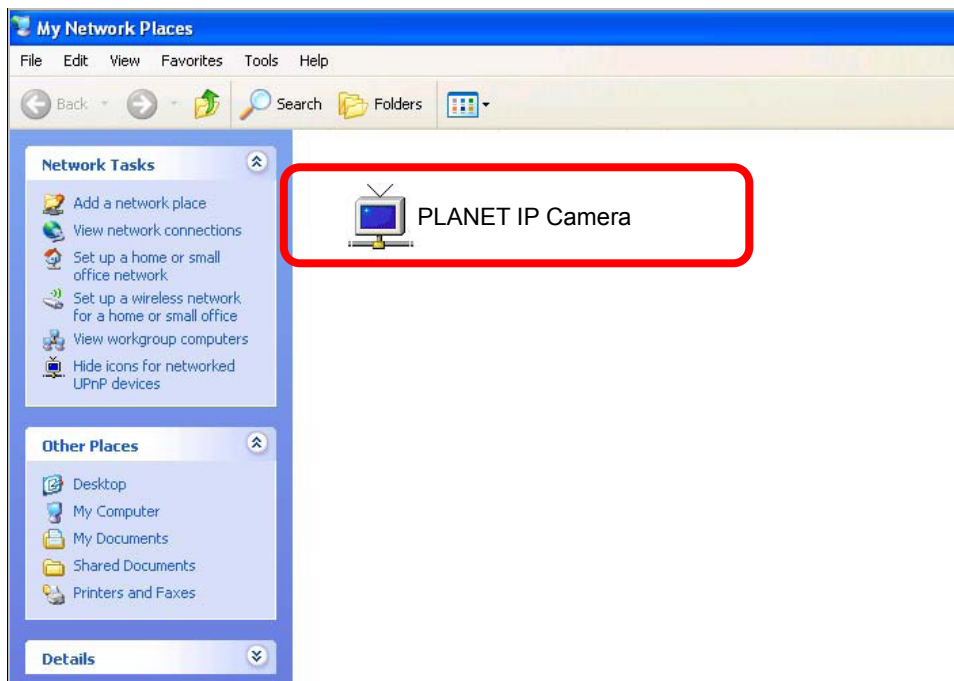 My Network Places
File Edit View Favorites Tools Help
Back Search Folders
Network Tasks
Add a network place
View network connections
Set up a home or small
office network
Set up a wireless network
for a home or small office
View workgroup computers
Hide icons for networked
UPnP devices
Other Places
Desktop
My Computer
My Documents
Shared Documents
Printers and Faxes
Details
PLANET IP Camera